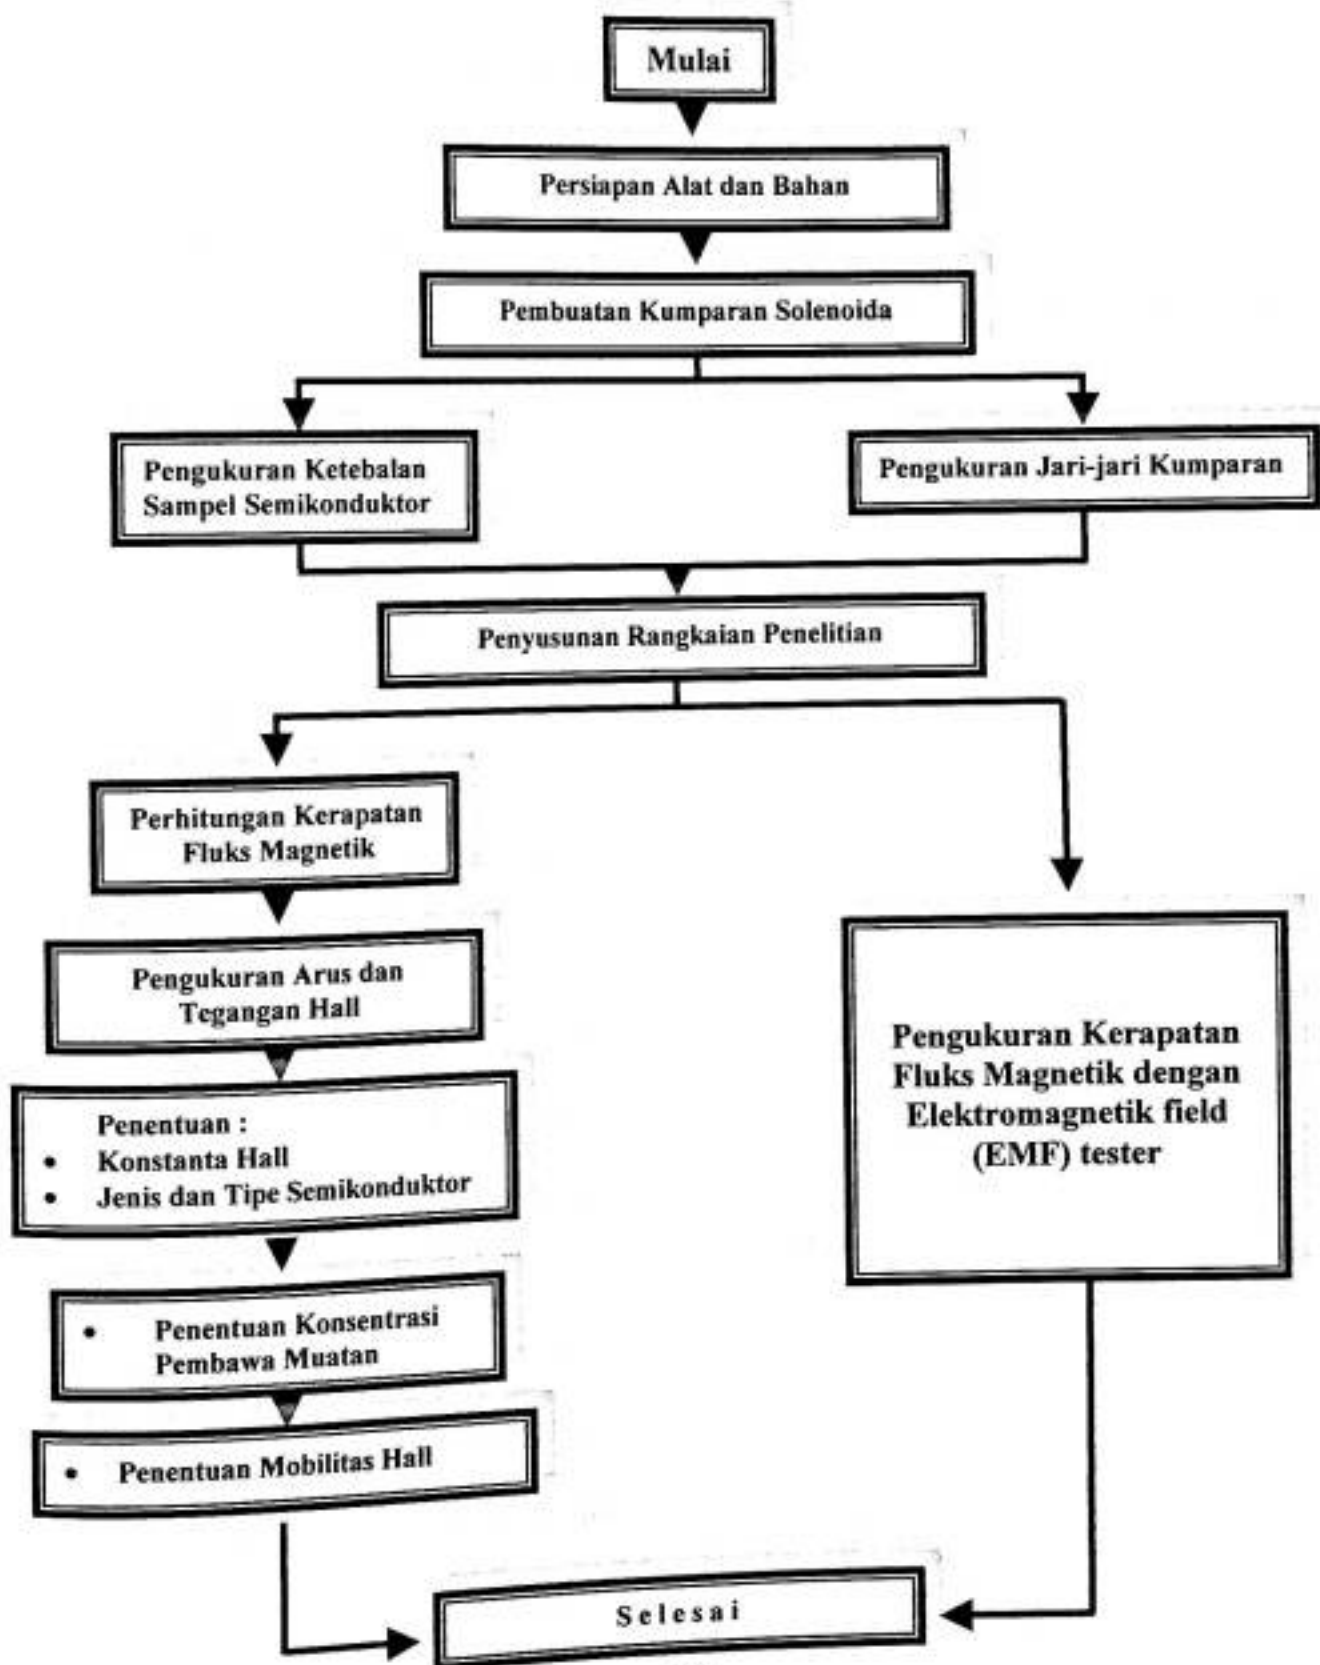 Mulai
Persiapan Alat dan Bahan
Pembuatan Kumparan Solenoida
Pengukuran Ketebalan
Sampel Semikonduktor
Pengukuran Jari-jari Kumparan
Penyusunan Rangkaian Penelitian
Perhitungan Kerapatan
Fluks Magnetik
Pengukuran Arus dan
Tegangan Hall
Penentuan :
• Konstanta Hall
• Jenis dan Tipe Semikonduktor
• Penentuan Konsentrasi
Pembawa Muatan
• Penentuan Mobilitas Hall
Pengukuran Kerapatan
Fluks Magnetik dengan
Elektromagnetik field
(EMF) tester
Selesai